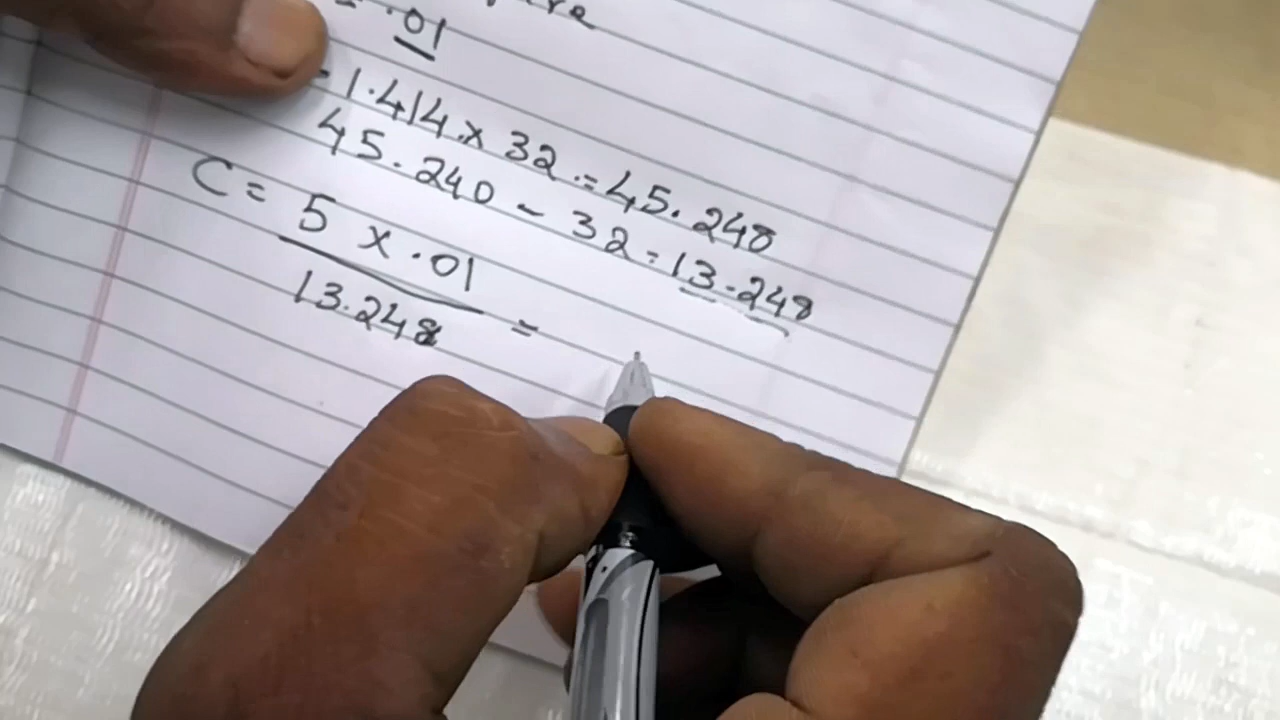 = .01
- 1.414 x 32 = 45.248
45.240 - 32 = 13.248
C = 5 x .01
13.248 =